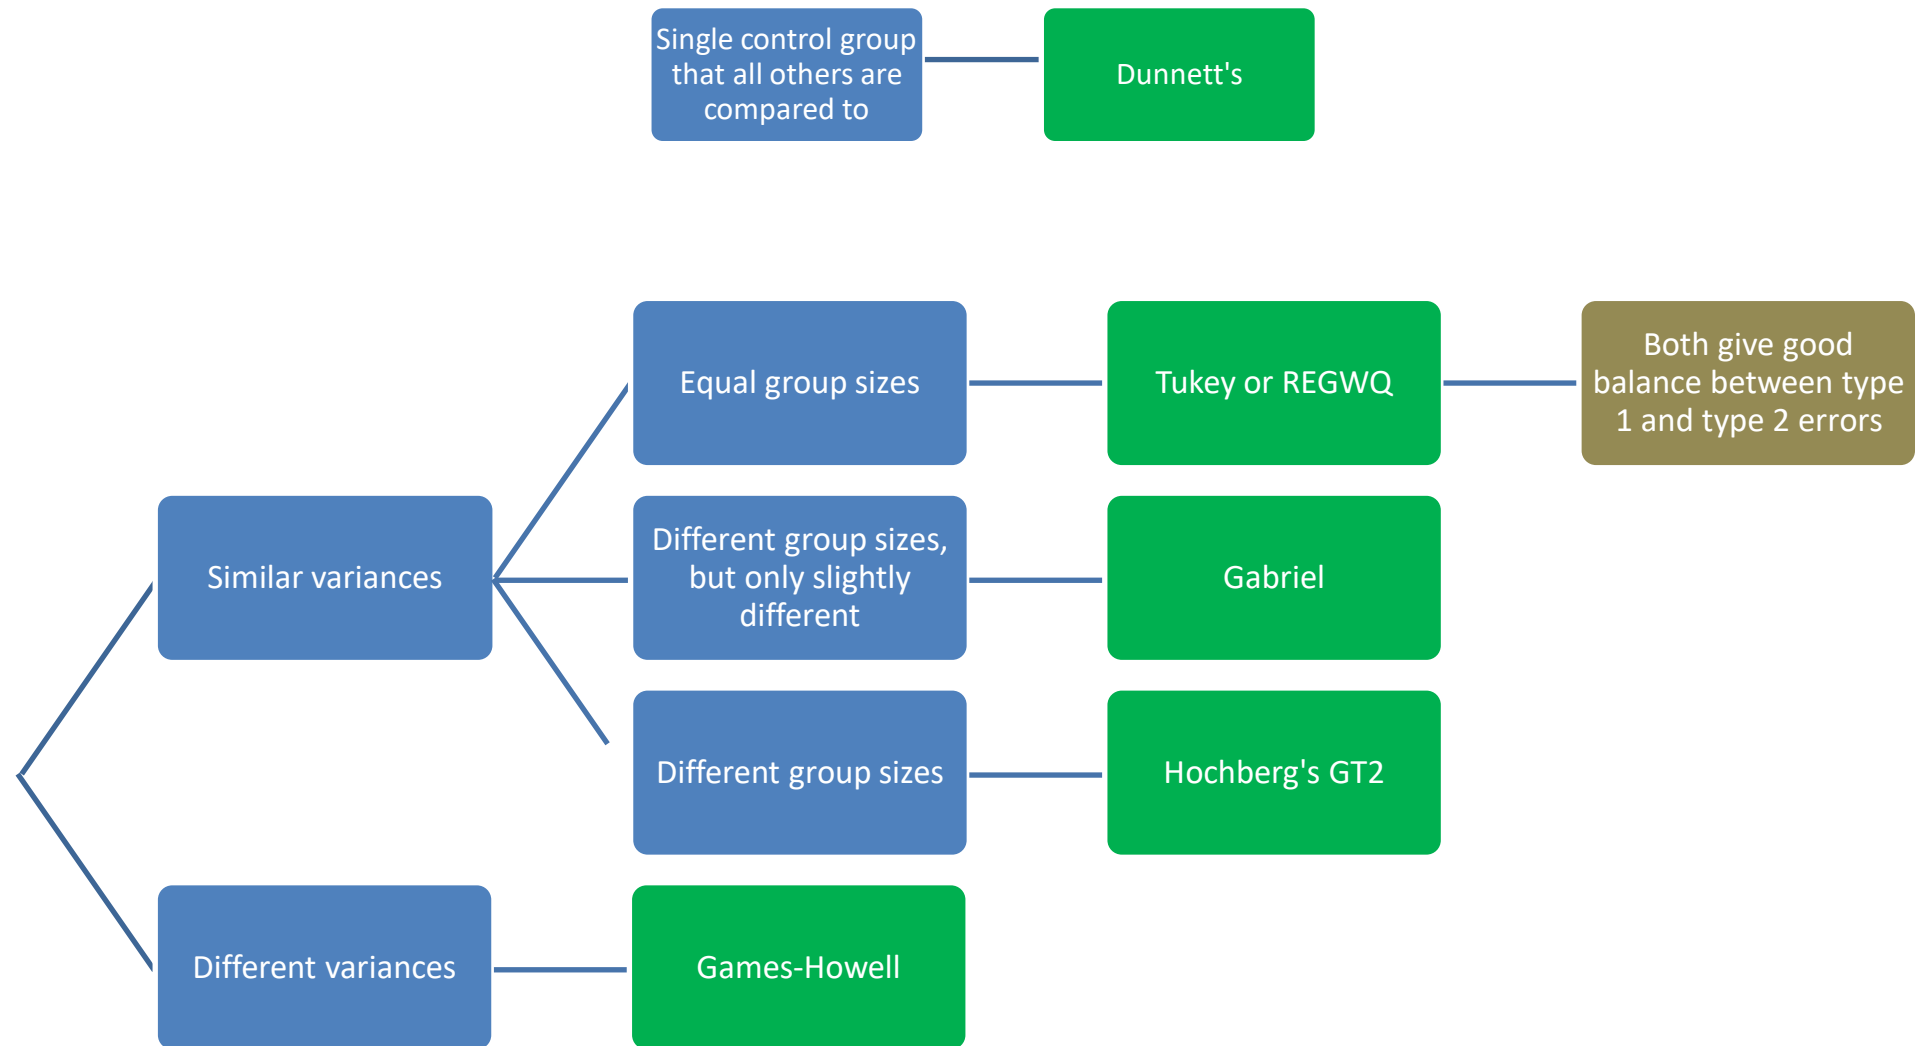 Single control group
that all others are
compared to
Dunnett's
Equal group sizes
Tukey or REGWQ
Both give good
balance between type
1 and type 2 errors
Similar variances
Different group sizes,
but only slightly
different
Gabriel
Different group sizes
Hochberg's GT2
Different variances
Games-Howell